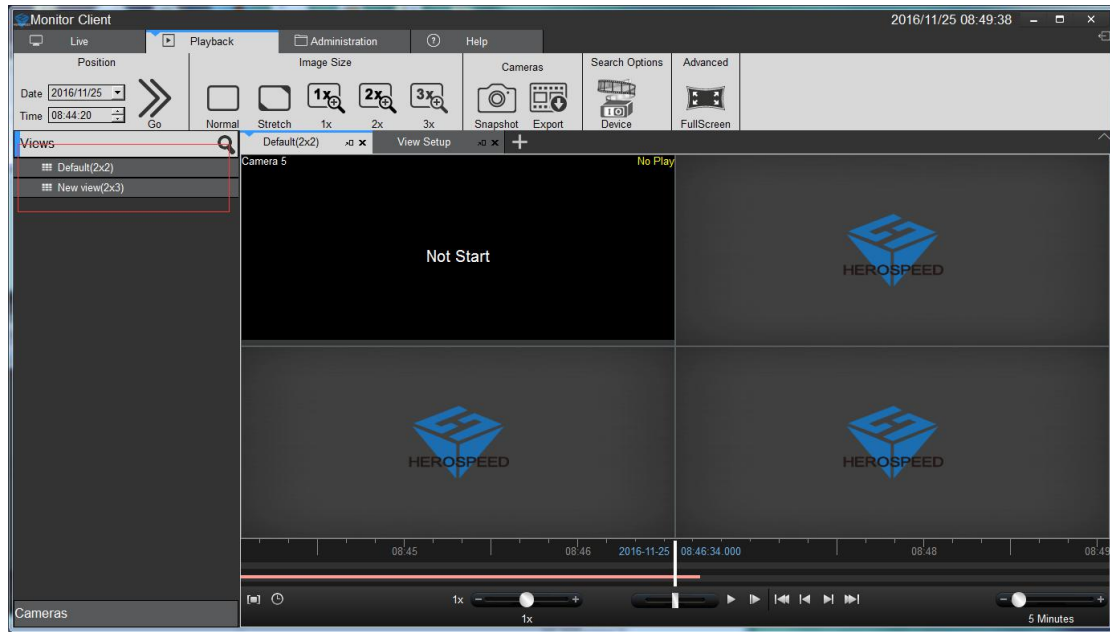 Monitor Client
2016/11/25 08:49:38
Live
Playback
Administration
Help
Position
Image Size
Cameras
Search Options
Advanced
Date 2016/11/25
Time 08:44:20
Go
Normal
Stretch
1x
1x
2x
2x
3x
3x
Snapshot
Export
Device
FullScreen
Views
Default(2x2)
New view(2x3)
Cameras
Default(2x2)
View Setup
Camera 5
No Play
Not Start
HEROSPEED
HEROSPEED
HEROSPEED
08:45
08:46
2016-11-25
08:46:34.000
08:48
08:49
1x
1x
5 Minutes